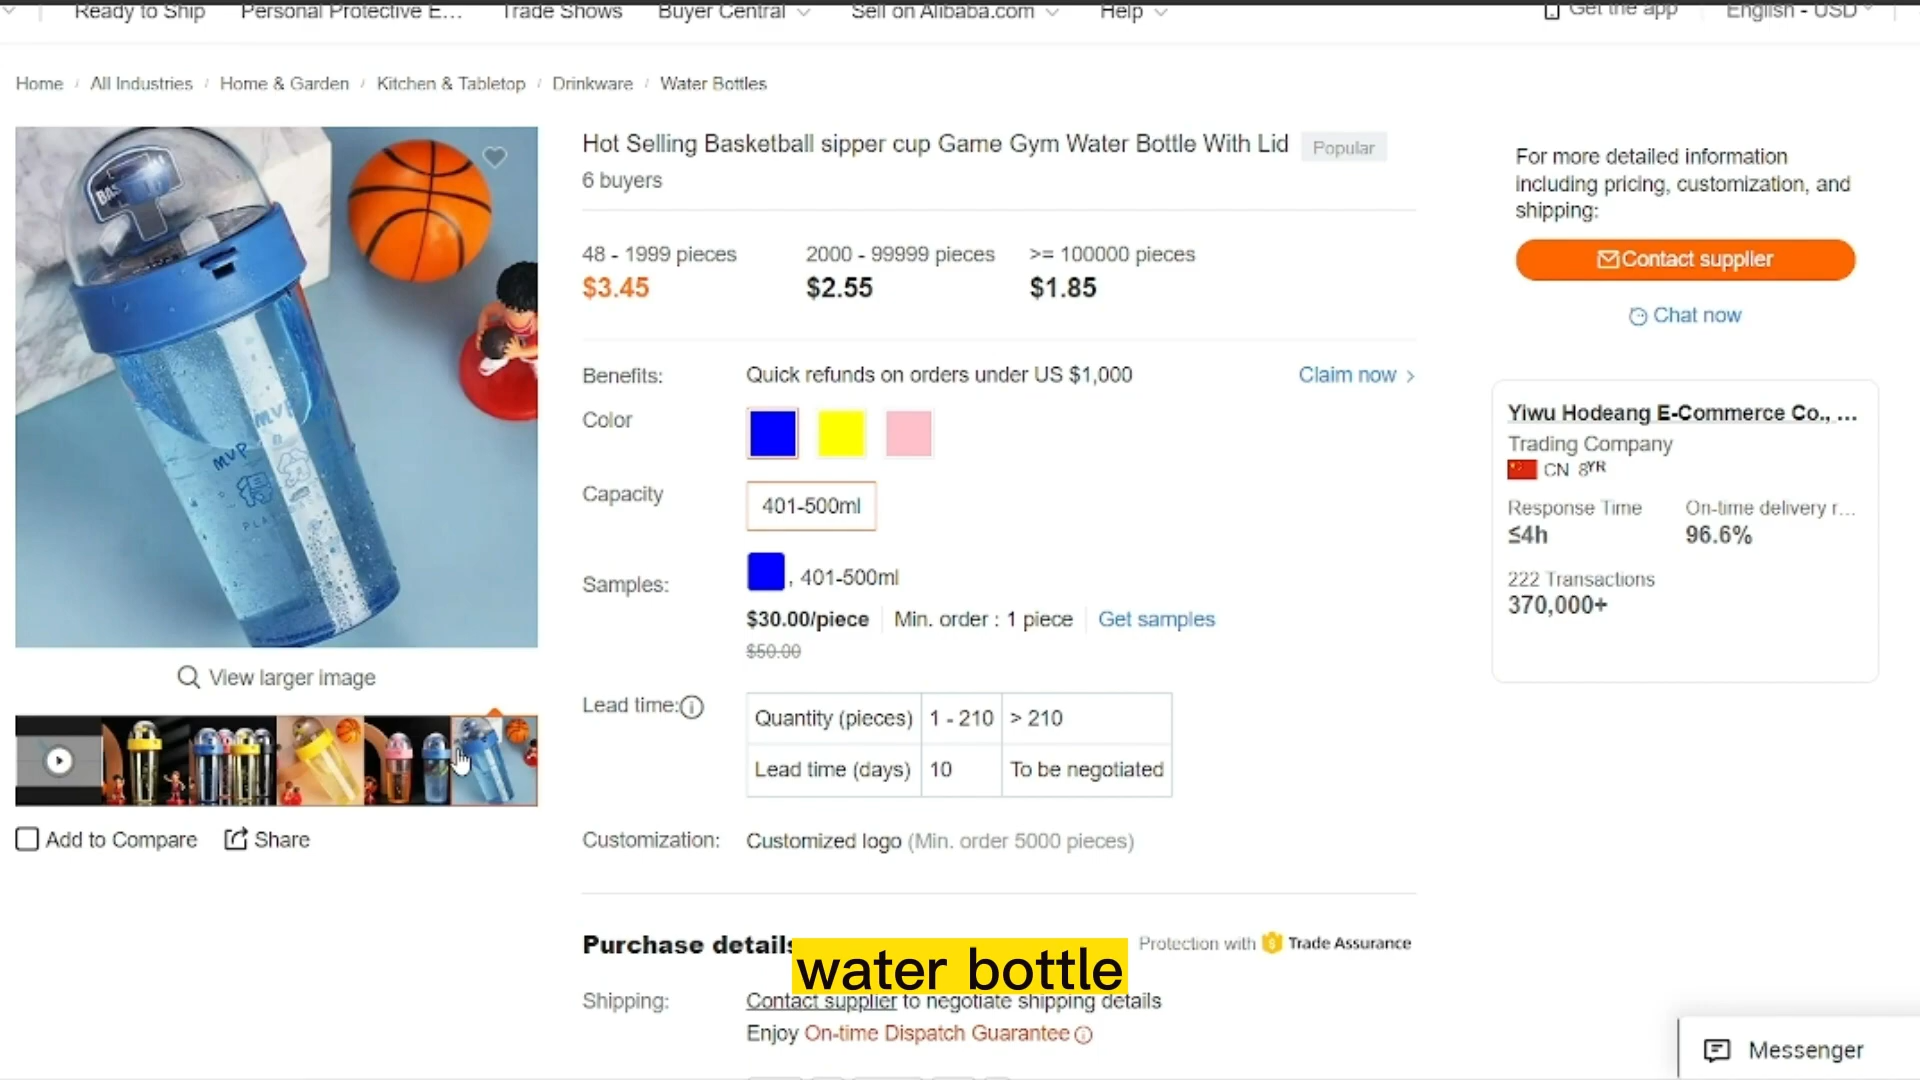 Ready to Ship
Personal Protective E...
Trade Shows
Buyer Central
Sell on Alibaba.com
Help
Get the app
English - USD
Home / All Industries / Home & Garden / Kitchen & Tabletop / Drinkware / Water Bottles
Hot Selling Basketball sipper cup Game Gym Water Bottle With Lid
Popular
6 buyers
48 - 1999 pieces
$3.45
2000 - 99999 pieces
$2.55
>= 100000 pieces
$1.85
Benefits:
Quick refunds on orders under US $1,000
Claim now >
Color
Capacity
401-500ml
Samples:
, 401-500ml
$30.00/piece
Min. order : 1 piece
Get samples
$50.00
Lead time:
Quantity (pieces) 1 - 210 > 210
Lead time (days) 10 To be negotiated
Customization:
Customized logo (Min. order 5000 pieces)
Purchase details
Protection with Trade Assurance
water bottle
Shipping:
Contact supplier to negotiate shipping details
Enjoy On-time Dispatch Guarantee
MVP
MVP
View larger image
Add to Compare
Share
For more detailed information
including pricing, customization, and
shipping:
Contact supplier
Chat now
Yiwu Hodeang E-Commerce Co., ...
Trading Company
CN 8YR
Response Time
≤4h
On-time delivery r...
96.6%
222 Transactions
370,000+
Messenger